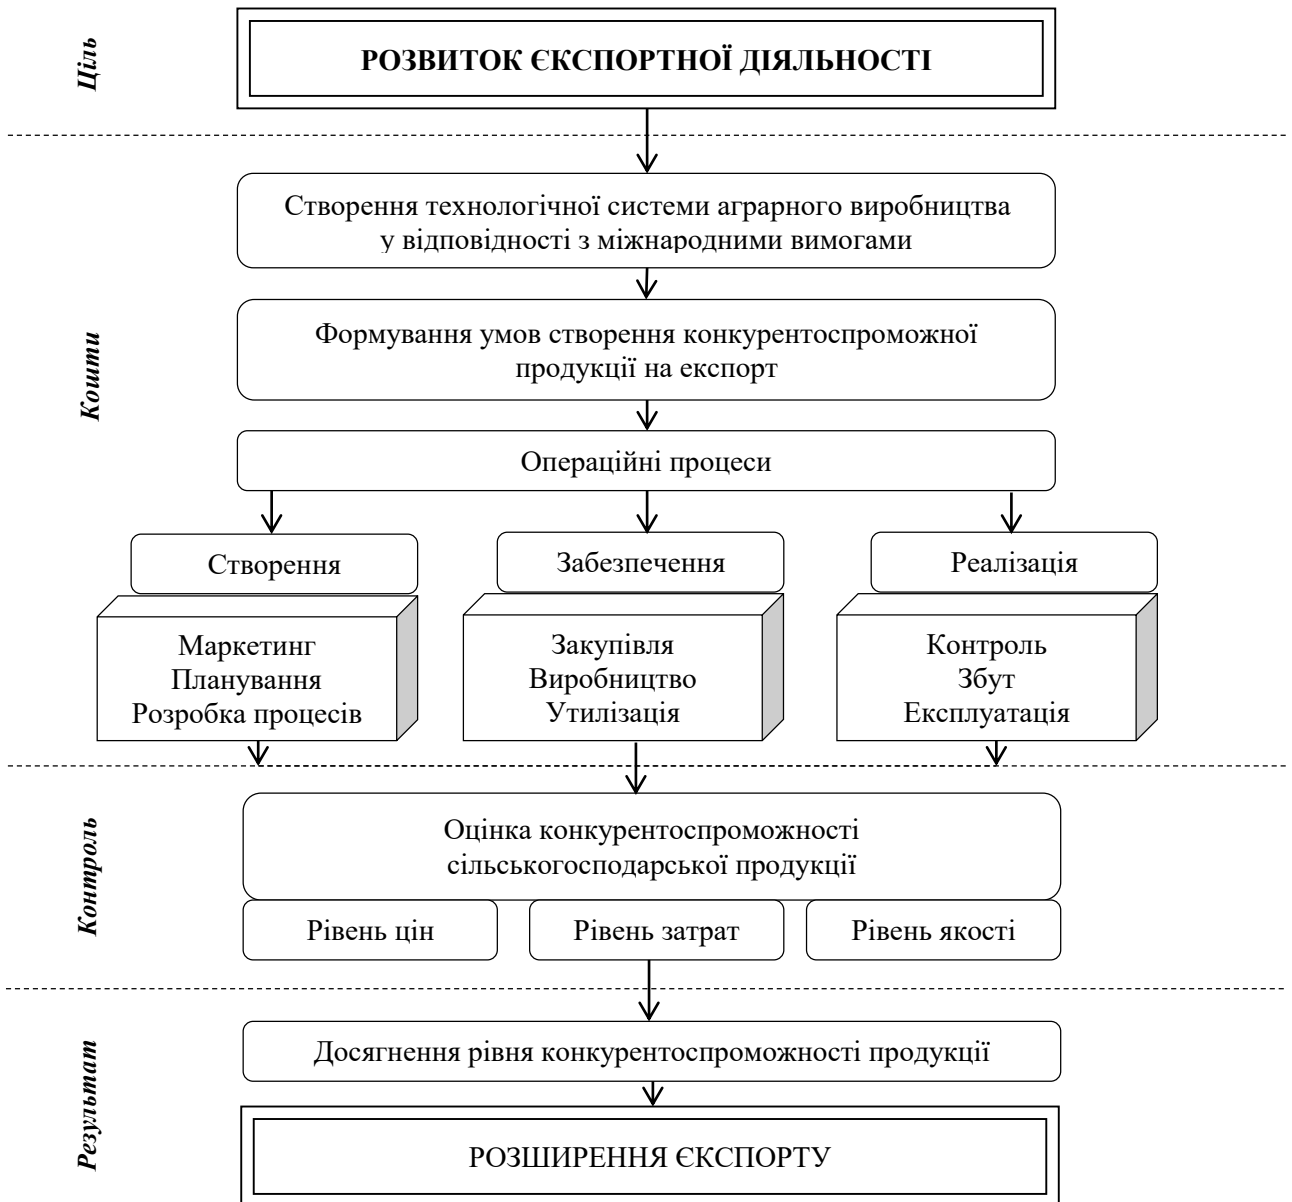 Ціль
РОЗВИТОК ЄКСПОРТНОЇ ДІЯЛЬНОСТІ
Кошти
Створення технологічної системи аграрного виробництва
у відповідності з міжнародними вимогами
Формування умов створення конкурентоспроможної
продукції на експорт
Операційні процеси
Створення
Маркетинг
Планування
Розробка процесів
Забезпечення
Закупівля
Виробництво
Утилізація
Реалізація
Контроль
Збут
Експлуатація
Контроль
Оцінка конкурентоспроможності
сільськогосподарської продукції
Рівень цін
Рівень затрат
Рівень якості
Результат
Досягнення рівня конкурентоспроможності продукції
РОЗШИРЕННЯ ЄКСПОРТУ